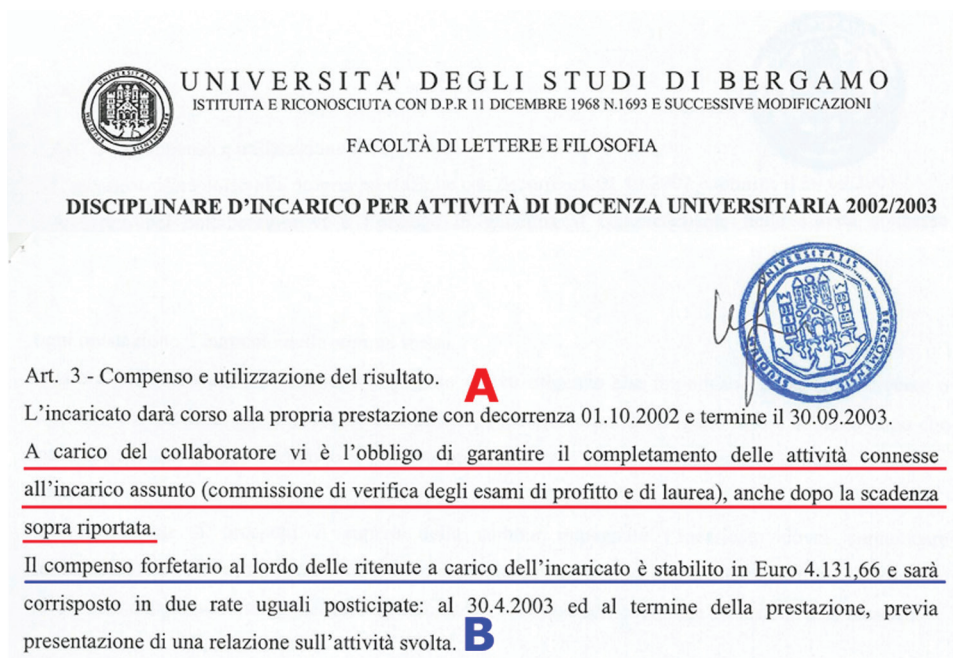 UNIVERSITA' DEGLI STUDI DI BERGAMO
ISTITUITA E RICONOSCIUTA CON D.P.R 11 DICEMBRE 1968 N.1693 E SUCCESSIVE MODIFICAZIONI
FACOLTÀ DI LETTERE E FILOSOFIA
DISCIPLINARE D'INCARICO PER ATTIVITÀ DI DOCENZA UNIVERSITARIA 2002/2003
Art. 3 - Compenso e utilizzazione del risultato.
A
L'incaricato darà corso alla propria prestazione con decorrenza 01.10.2002 e termine il 30.09.2003.
A carico del collaboratore vi è l'obbligo di garantire il completamento delle attività connesse
all'incarico assunto (commissione di verifica degli esami di profitto e di laurea), anche dopo la scadenza
sopra riportata.
Il compenso forfetario al lordo delle ritenute a carico dell'incaricato è stabilito in Euro 4.131,66 e sarà
corrisposto in due rate uguali posticipate: al 30.4.2003 ed al termine della prestazione, previa
presentazione di una relazione sull'attività svolta.
B